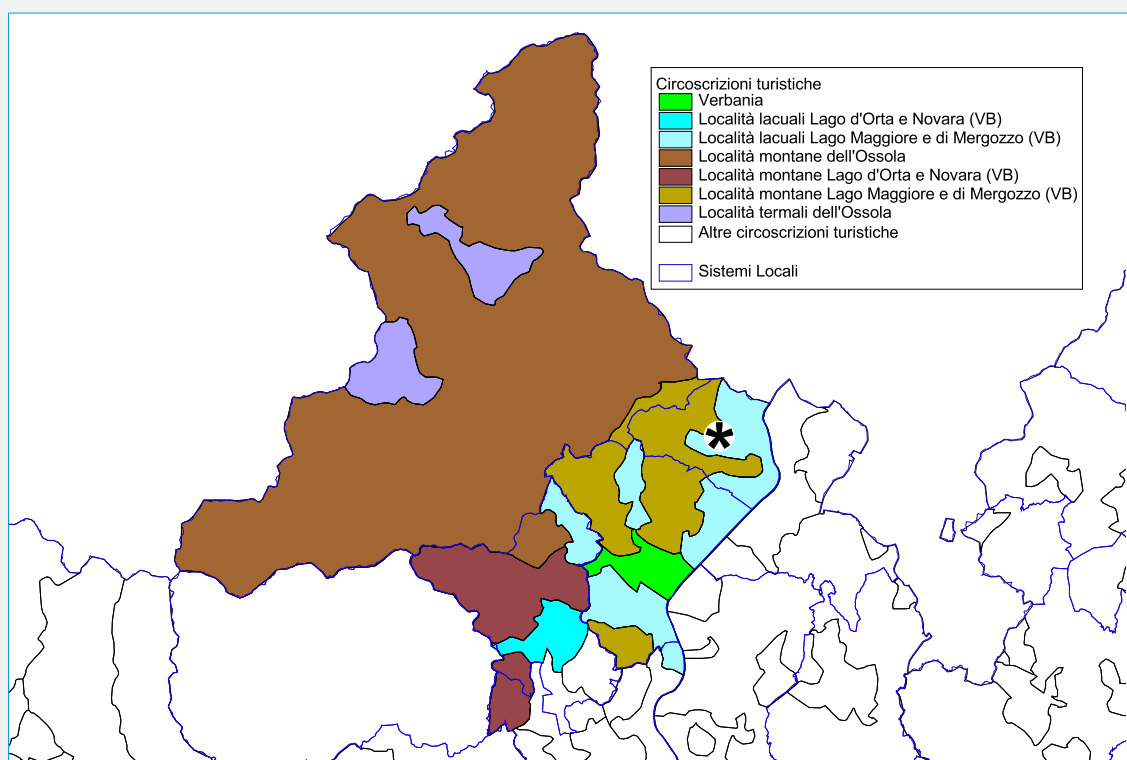 Circoscrizioni turistiche
Verbania
Località lacuali Lago d'Orta e Novara (VB)
Località lacuali Lago Maggiore e di Mergozzo (VB)
Località montane dell'Ossola
Località montane Lago d'Orta e Novara (VB)
Località montane Lago Maggiore e di Mergozzo (VB)
Località termali dell'Ossola
Altre circoscrizioni turistiche
Sistemi Locali
*